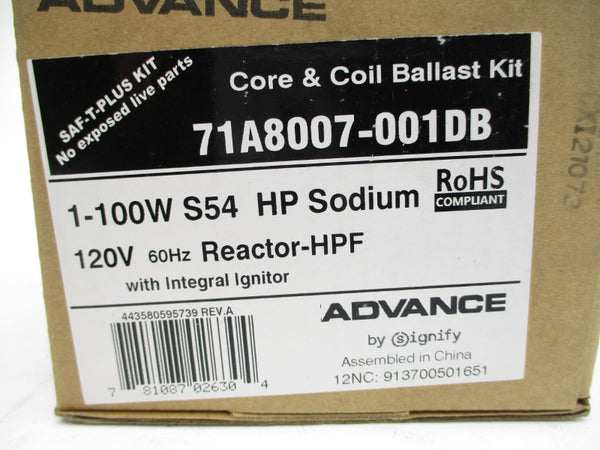 ADVANCE
SAF-T-PLUS KIT
No exposed live parts
Core & Coil Ballast Kit
71A8007-001DB
1-100W S54 HP Sodium
RoHS
COMPLIANT
120V 60Hz Reactor-HPF
with Integral Ignitor
443580595739 REV.A
7 81087 02630 4
ADVANCE
by Signify
Assembled in China
12NC: 913700501651